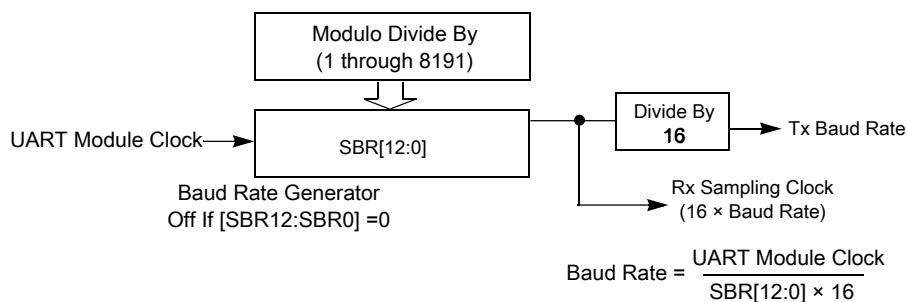 Modulo Divide By
(1 through 8191)
UART Module Clock
SBR[12:0]
Divide By
16
Tx Baud Rate
Baud Rate Generator
Off If [SBR12:SBR0] =0
Rx Sampling Clock
(16 × Baud Rate)
Baud Rate = UART Module Clock
SBR[12:0] × 16